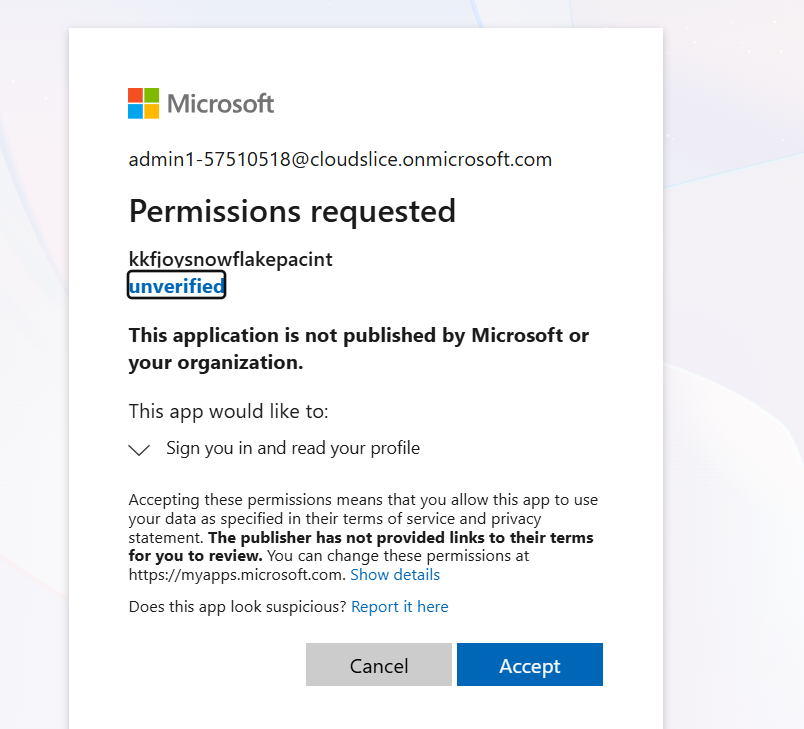 Microsoft
admin1-57510518@cloudslice.onmicrosoft.com
Permissions requested
kkfjoysnowflakepacint
unverified
This application is not published by Microsoft or
your organization.
This app would like to:
Sign you in and read your profile
Accepting these permissions means that you allow this app to use
your data as specified in their terms of service and privacy
statement. The publisher has not provided links to their terms
for you to review. You can change these permissions at
https://myapps.microsoft.com. Show details
Does this app look suspicious? Report it here
Cancel
Accept